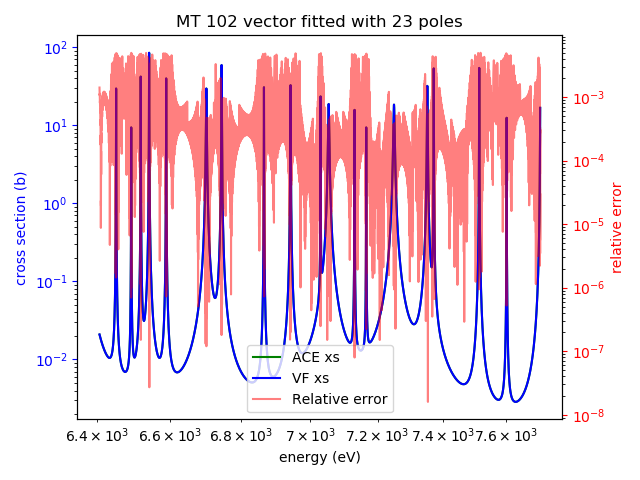 MT 102 vector fitted with 23 poles
10²
10¹
10⁰
10⁻¹
10⁻²
cross section (b)
10⁻³
10⁻⁴
10⁻⁵
10⁻⁶
10⁻⁷
10⁻⁸
relative error
ACE xs
VF xs
Relative error
6.4 × 10³ 6.6 × 10³ 6.8 × 10³ 7 × 10³ 7.2 × 10³ 7.4 × 10³ 7.6 × 10³
energy (eV)